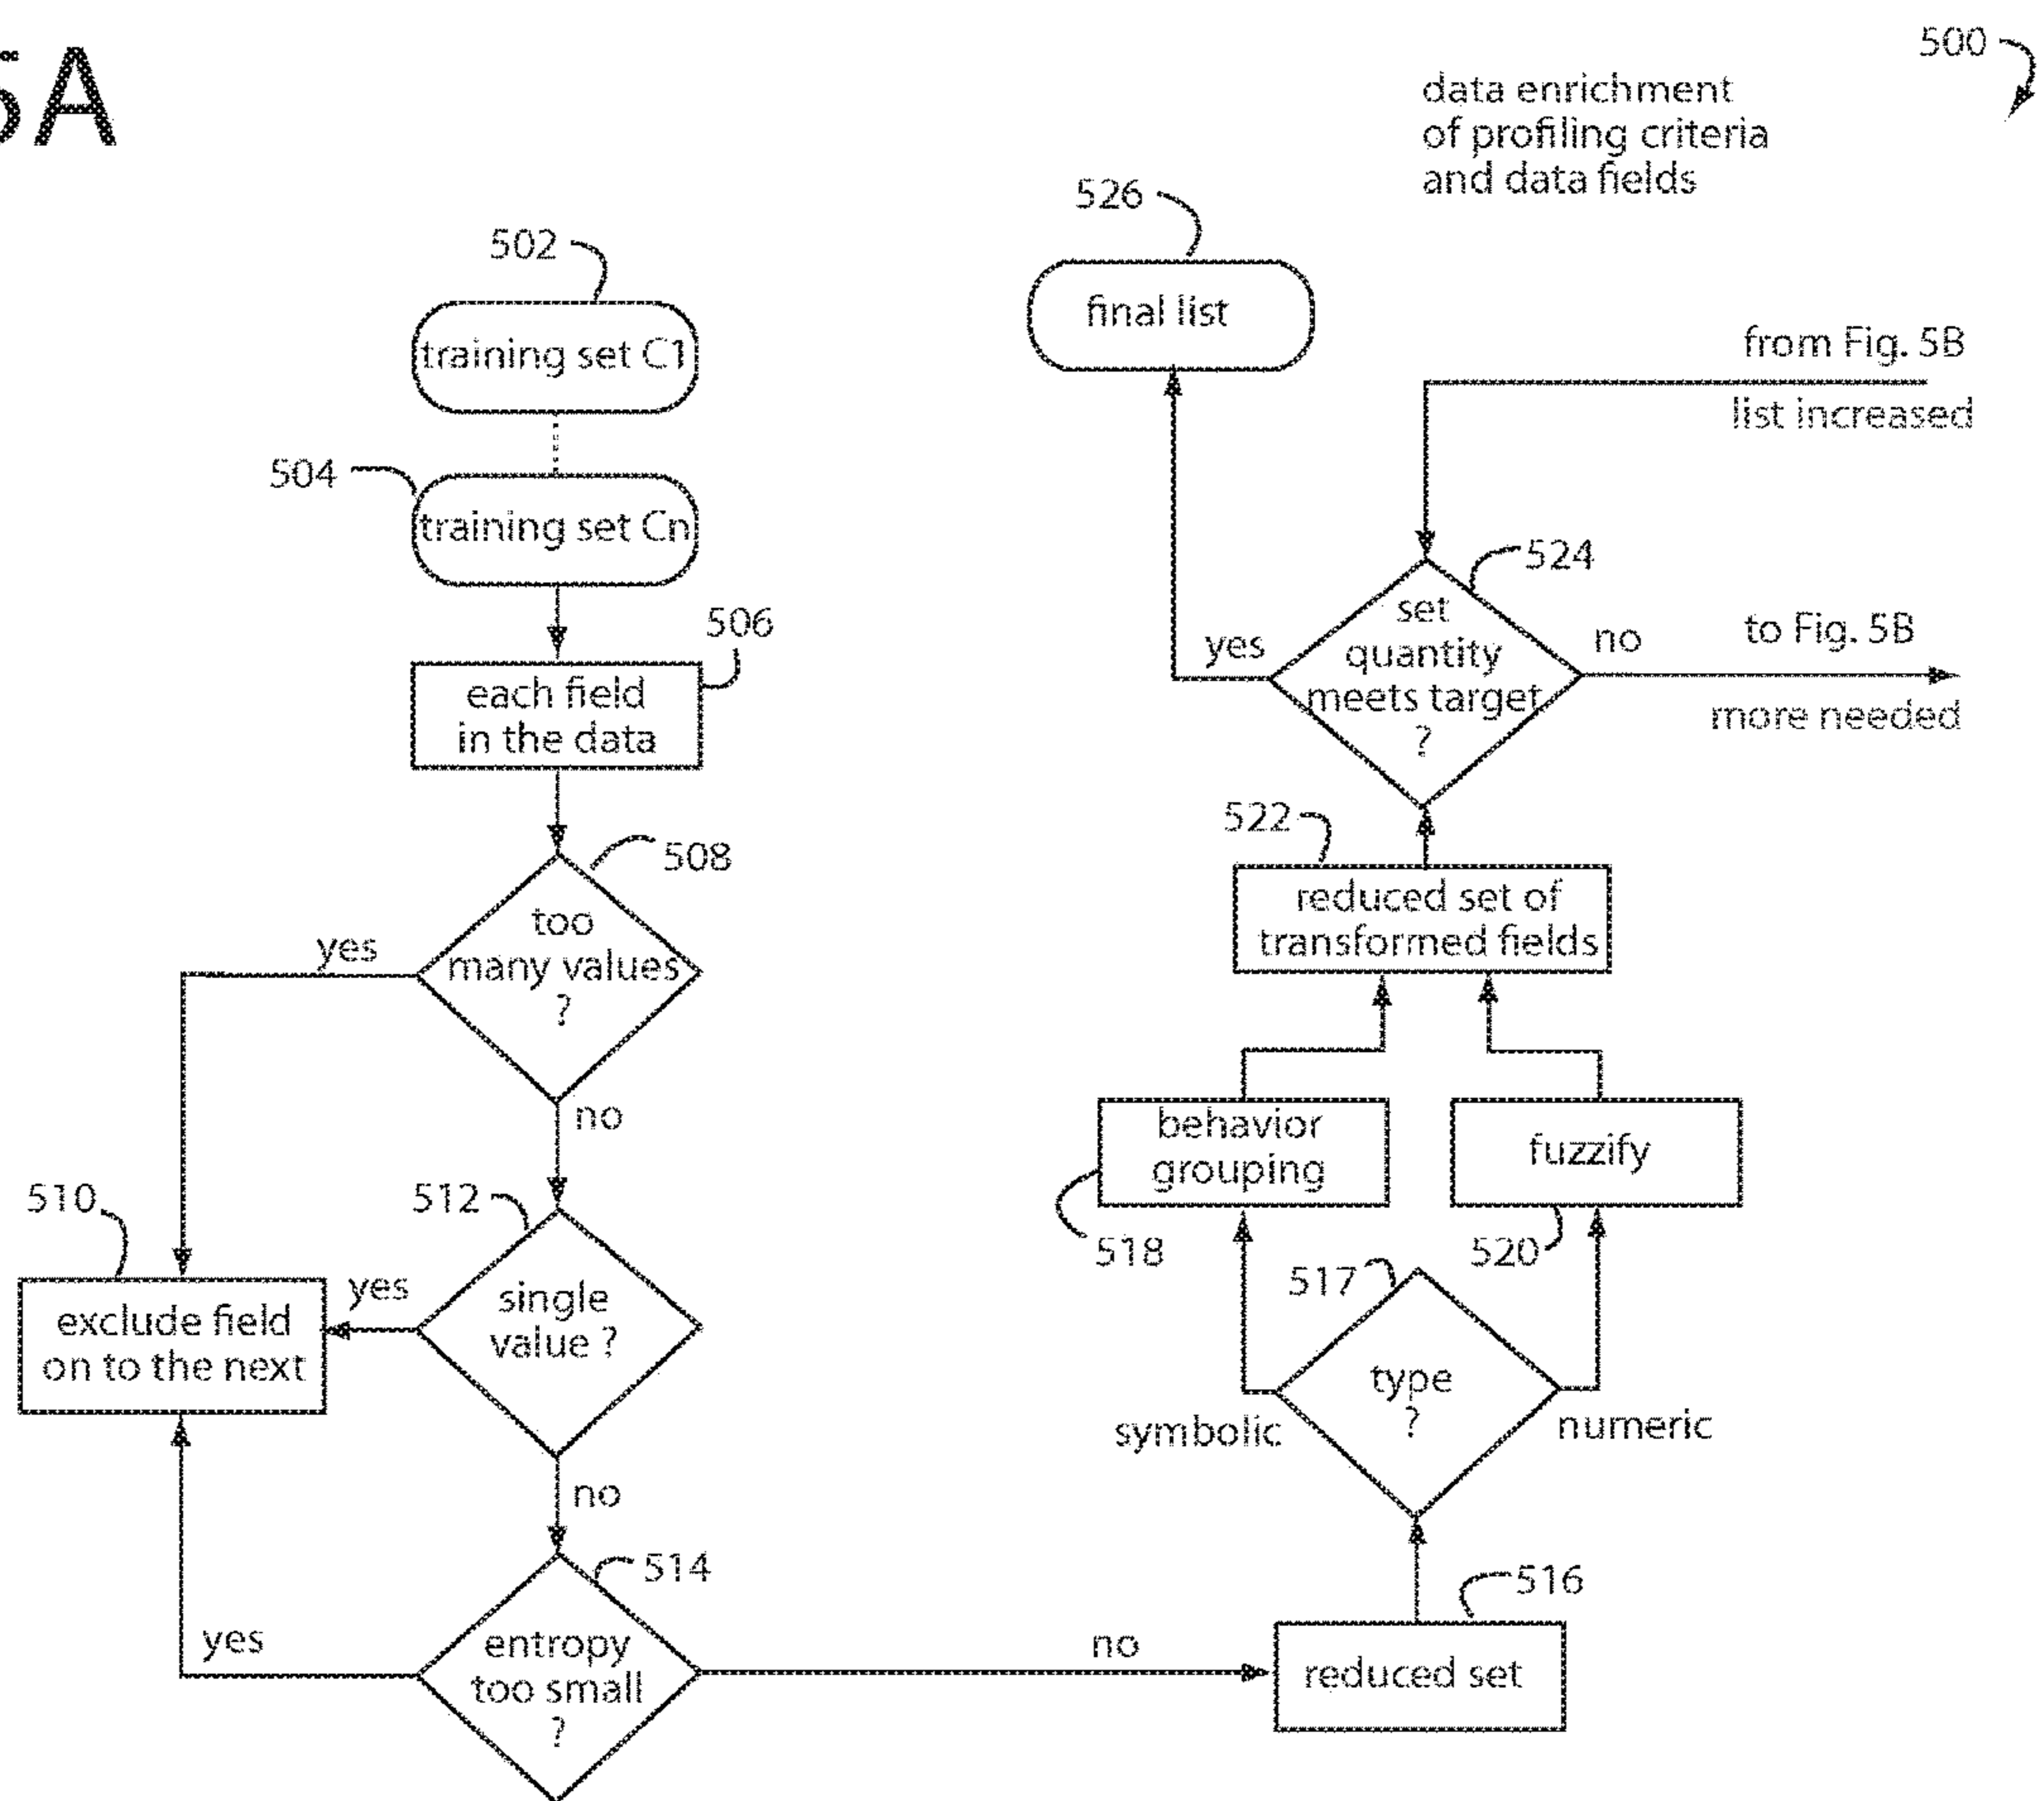 5A
500
data enrichment
of profiling criteria
and data fields
502
training set C1
504
training set Cn
506
each field
in the data
508
too
many values
?
yes
no
510
exclude field
on to the next
512
single
value ?
yes
no
514
entropy
too small
?
yes
no
516
reduced set
517
type
?
symbolic
numeric
518
behavior
grouping
520
fuzzify
522
reduced set of
transformed fields
524
set
quantity
meets target
?
yes
no
to Fig. 5B
more needed
from Fig. 5B
list increased
526
final list